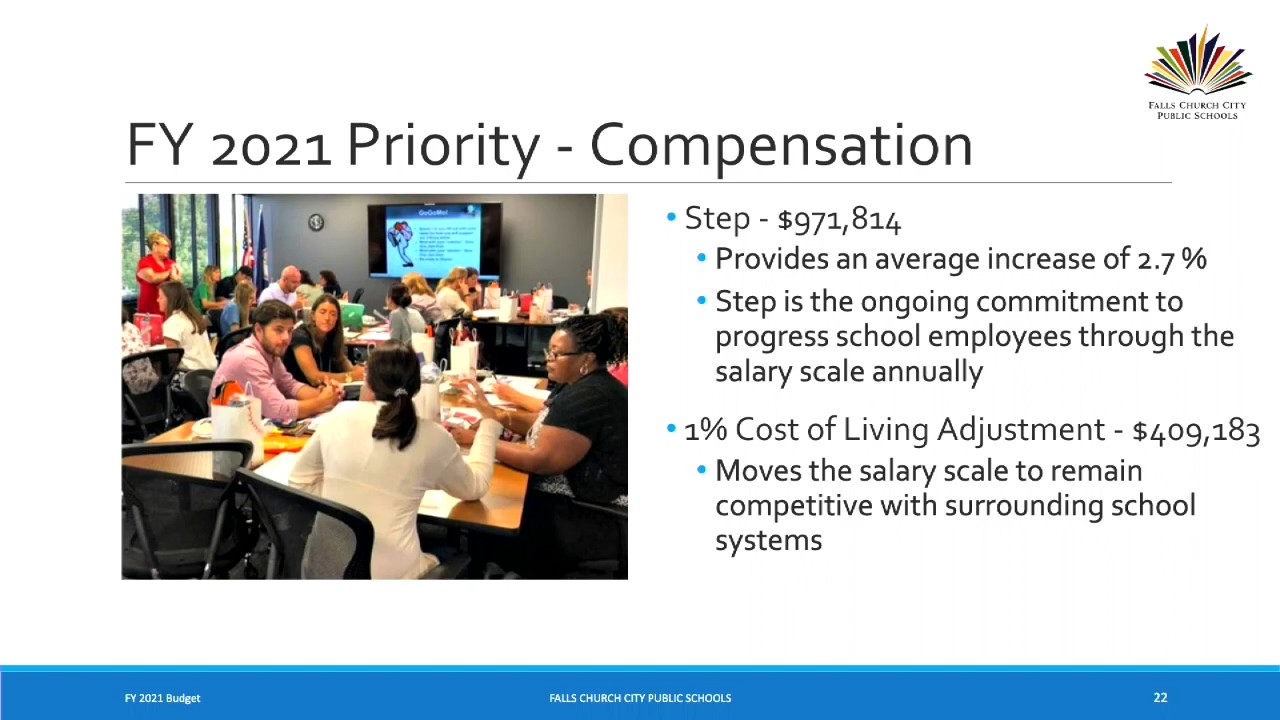 FALLS CHURCH CITY
PUBLIC SCHOOLS
FY 2021 Priority - Compensation
GoGoMo!
• Step - $971,814
• Provides an average increase of 2.7 %
• Step is the ongoing commitment to
progress school employees through the
salary scale annually
• 1% Cost of Living Adjustment - $409,183
• Moves the salary scale to remain
competitive with surrounding school
systems
FY 2021 Budget
FALLS CHURCH CITY PUBLIC SCHOOLS
22